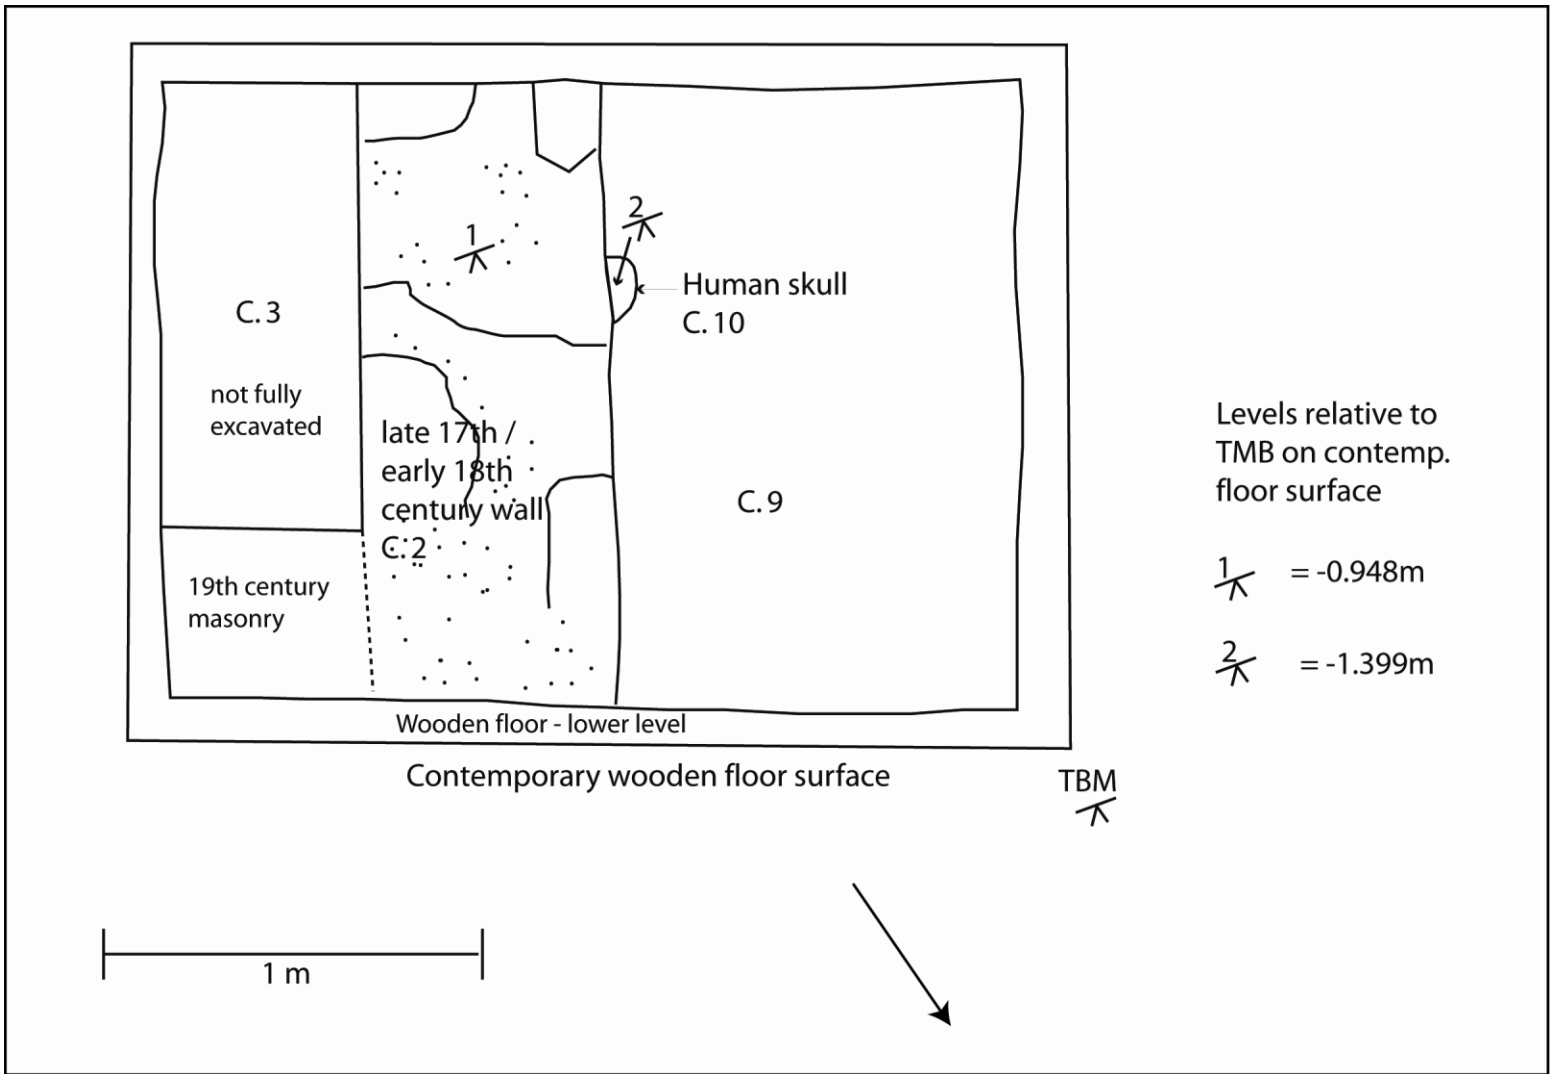 1
2
Human skull
C. 10
C. 3
not fully
excavated
late 17th /
early 18th
century wall
C. 2
C. 9
19th century
masonry
Wooden floor - lower level
Contemporary wooden floor surface
TBM
Levels relative to
TMB on contemp.
floor surface
1 = -0.948m
2 = -1.399m
1 m